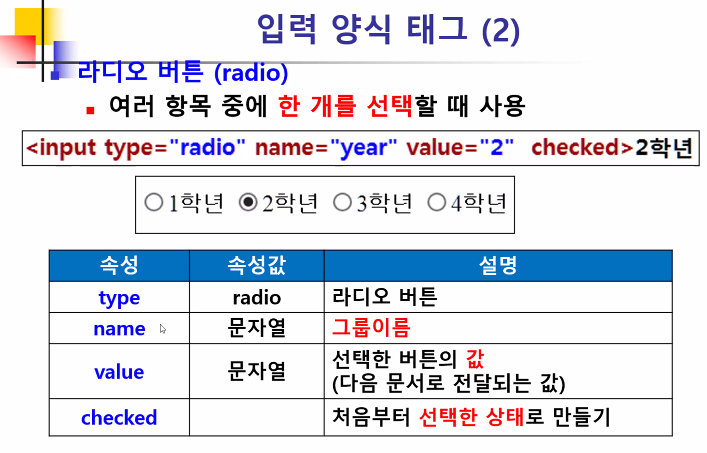 입력 양식 태그 (2)
라디오 버튼 (radio)
여러 항목 중에 한 개를 선택할 때 사용
<input type="radio" name="year" value="2" checked>2학년
1학년 2학년 3학년 4학년
속성 속성값 설명
type radio 라디오 버튼
name 문자열 그룹이름
value 문자열 선택한 버튼의 값
(다음 문서로 전달되는 값)
checked 처음부터 선택한 상태로 만들기